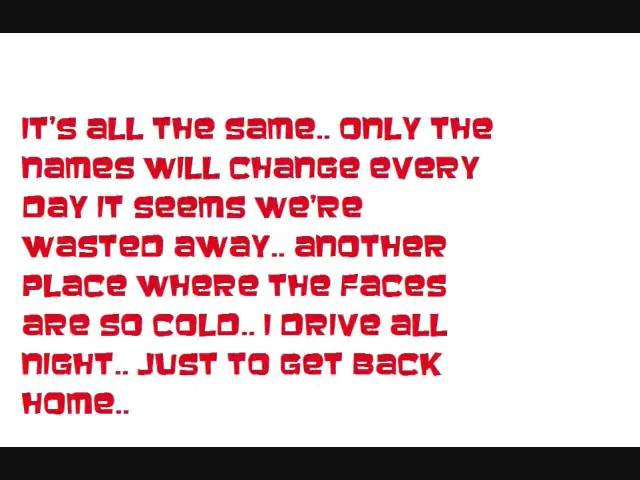 IT'S ALL THE SAME.. ONLY THE
NAMES WILL CHANGE EVERY
DAY IT SEEMS WE'RE
WASTED AWAY.. ANOTHER
PLACE WHERE THE FACES
ARE SO COLD.. I DRIVE ALL
NIGHT.. JUST TO GET BACK
HOME..